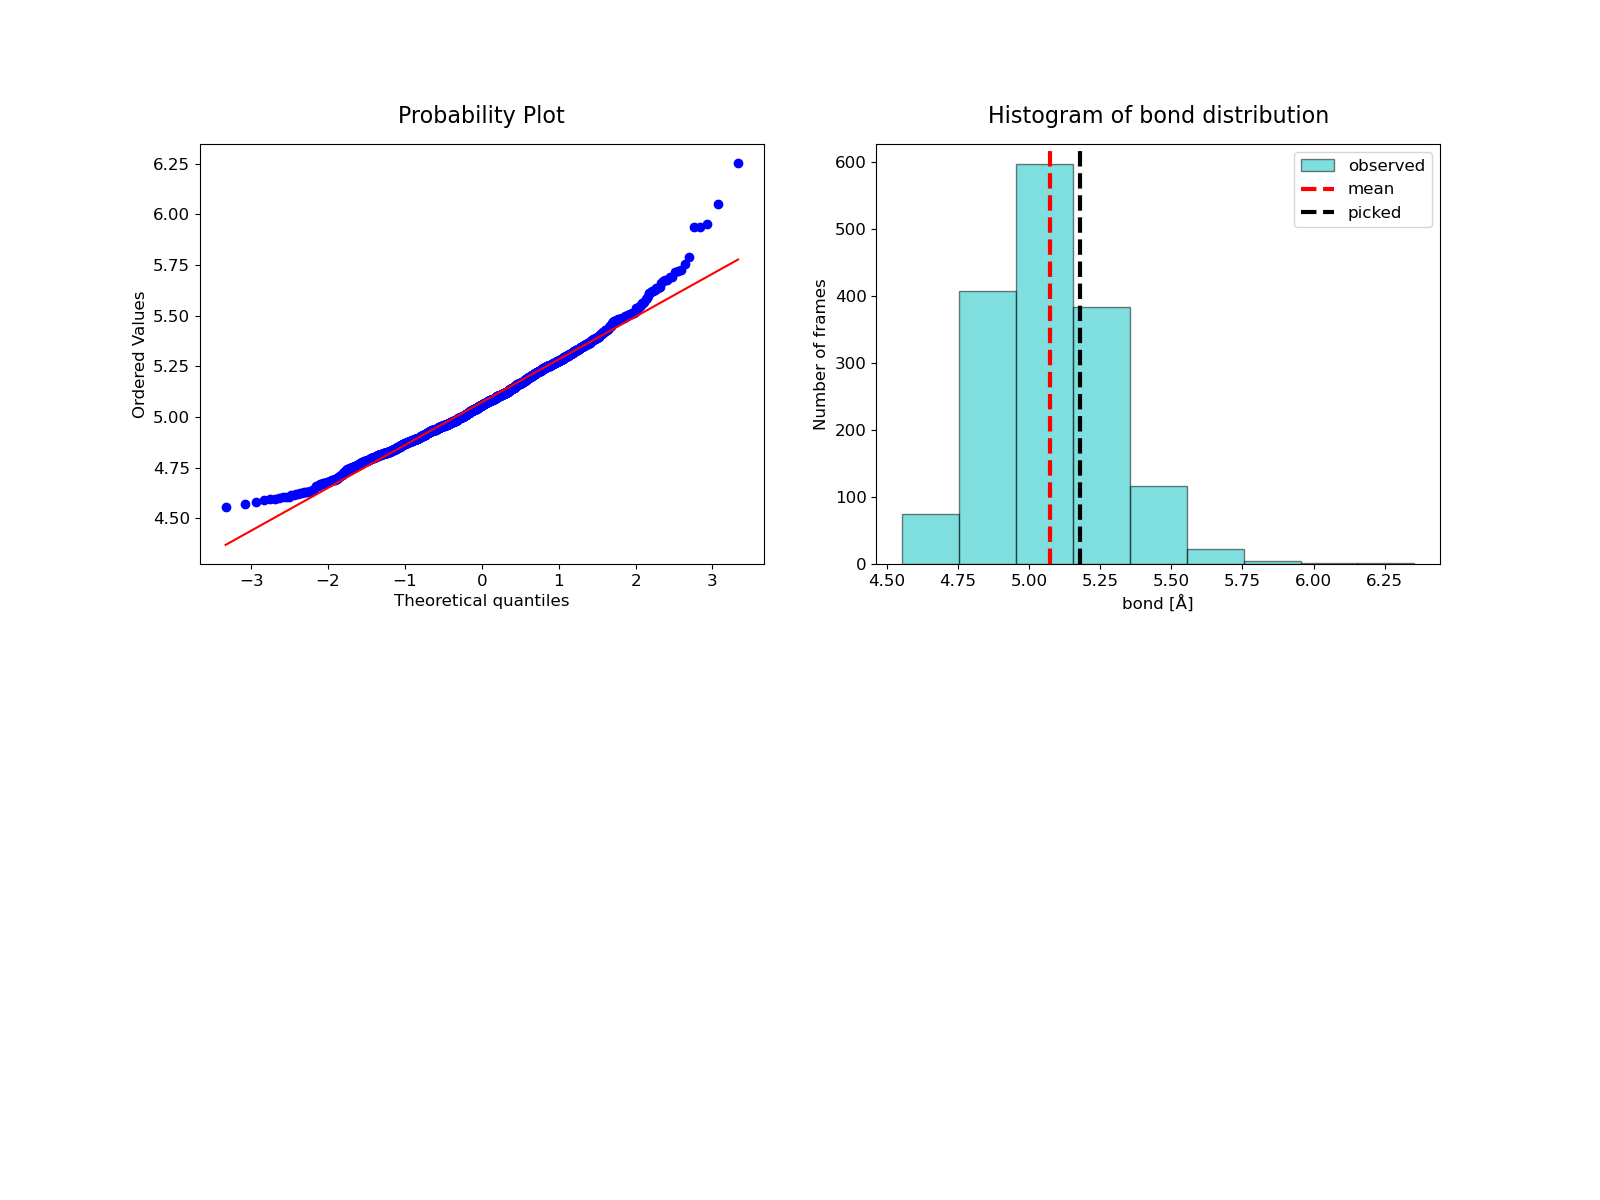 Probability Plot
6.25
6.00
5.75
5.50
5.25
5.00
4.75
4.50
Ordered Values
−3 −2 −1 0 1 2 3
Theoretical quantiles
Histogram of bond distribution
600
500
400
300
200
100
0
Number of frames
observed
mean
picked
4.50 4.75 5.00 5.25 5.50 5.75 6.00 6.25
bond [Å]